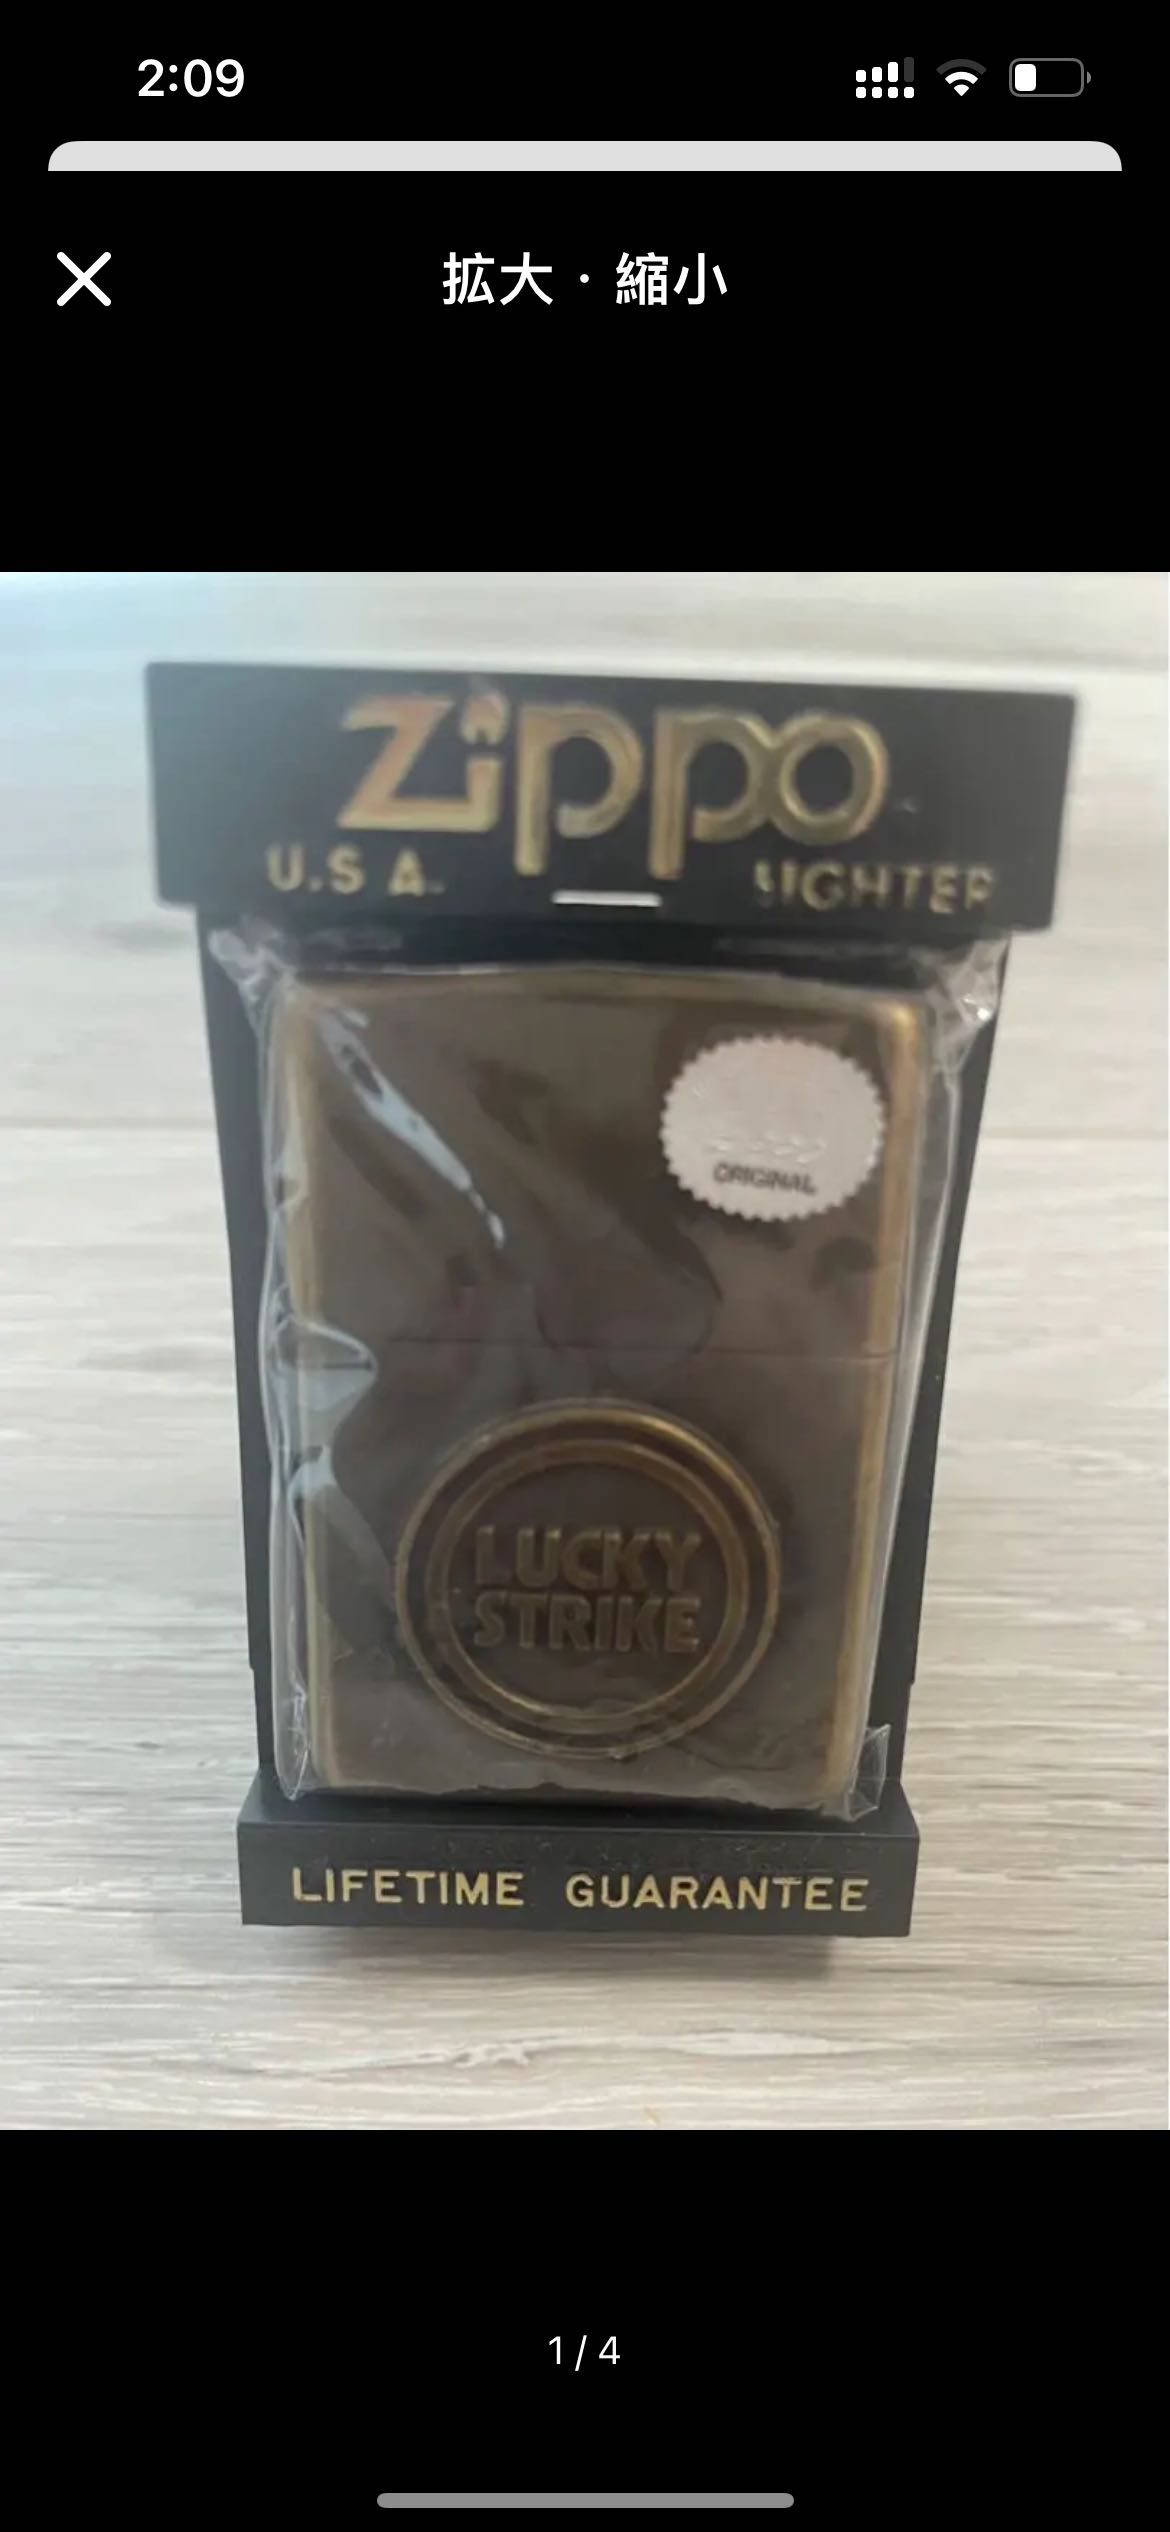 2:09
拡大・縮小
Zippo
U.S A. LIGHTER
ORIGINAL
LUCKY
STRIKE
LIFETIME GUARANTEE
1 / 4